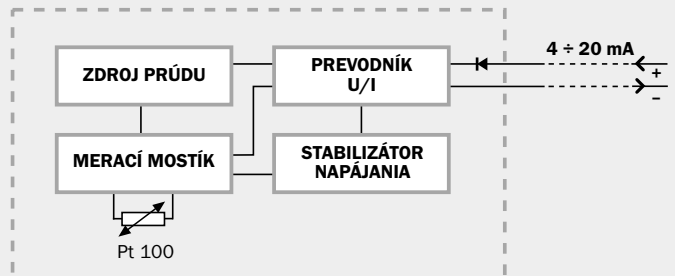 4 ÷ 20 mA
ZDROJ PRÚDU
PREVODNÍK
U/I
+
–
MERACÍ MOSTÍK
STABILIZÁTOR
NAPÁJANIA
Pt 100